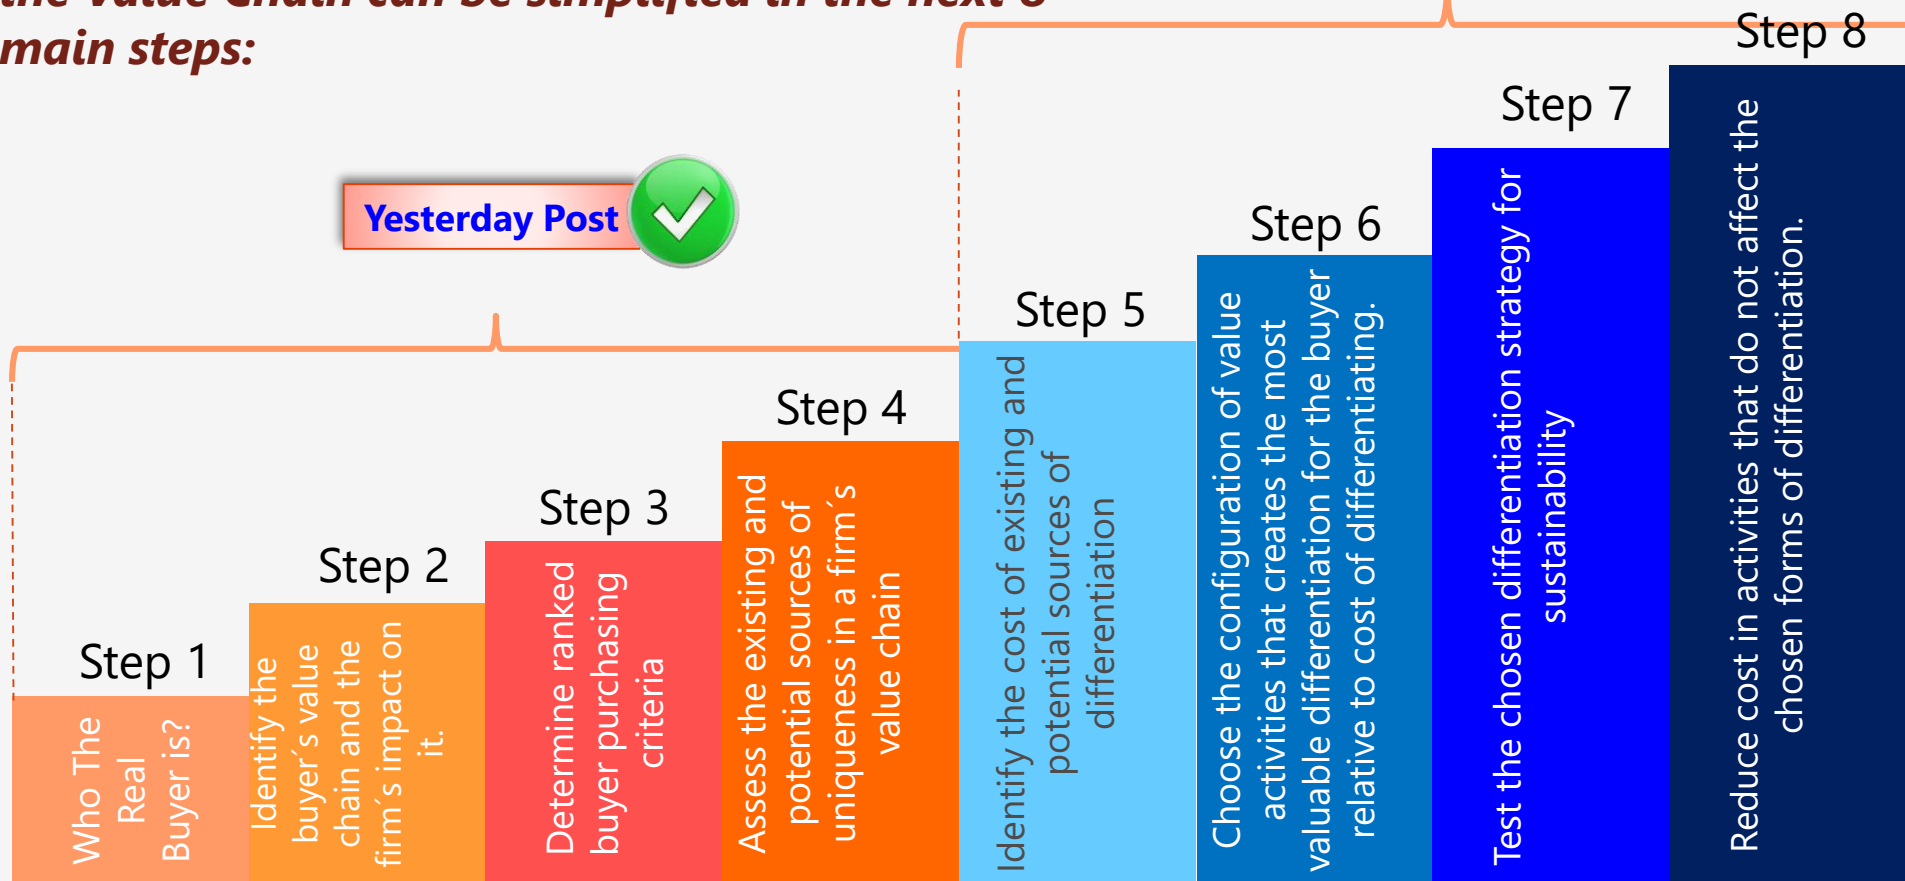 main steps:
Yesterday Post
Step 1
Who The
Real
Buyer is?
Step 2
Identify the
buyer´s value
chain and the
firm´s impact on
it.
Step 3
Determine ranked
buyer purchasing
criteria
Step 4
Assess the existing and
potential sources of
uniqueness in a firm´s
value chain
Step 5
Identify the cost of existing and
potential sources of
differentiation
Step 6
Choose the configuration of value
activities that creates the most
valuable differentiation for the buyer
relative to cost of differentiating.
Step 7
Test the chosen differentiation strategy for
sustainability
Step 8
Reduce cost in activities that do not affect the
chosen forms of differentiation.